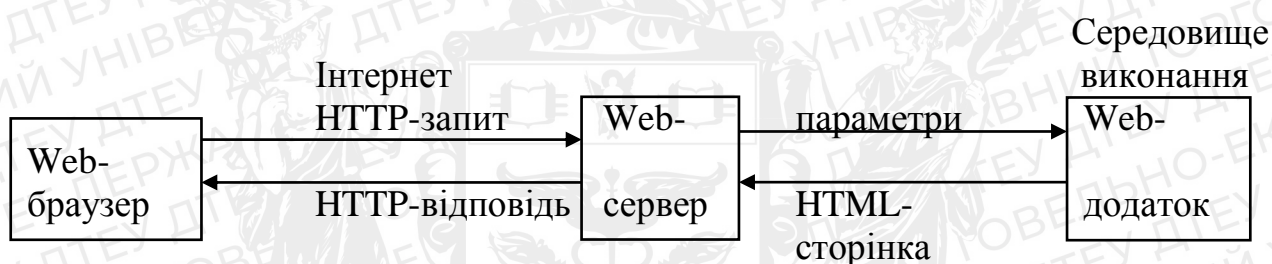 Середовище
виконання
Інтернет
HTTP-запит
Web-
браузер
HTTP-відповідь
Web-
сервер
параметри
HTML-
сторінка
Web-
додаток